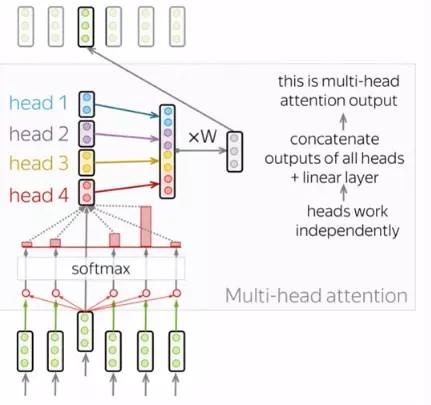 head 1
head 2
head 3
head 4
×W
this is multi-head
attention output
concatenate
outputs of all heads
+ linear layer
heads work
independently
softmax
Multi-head attention